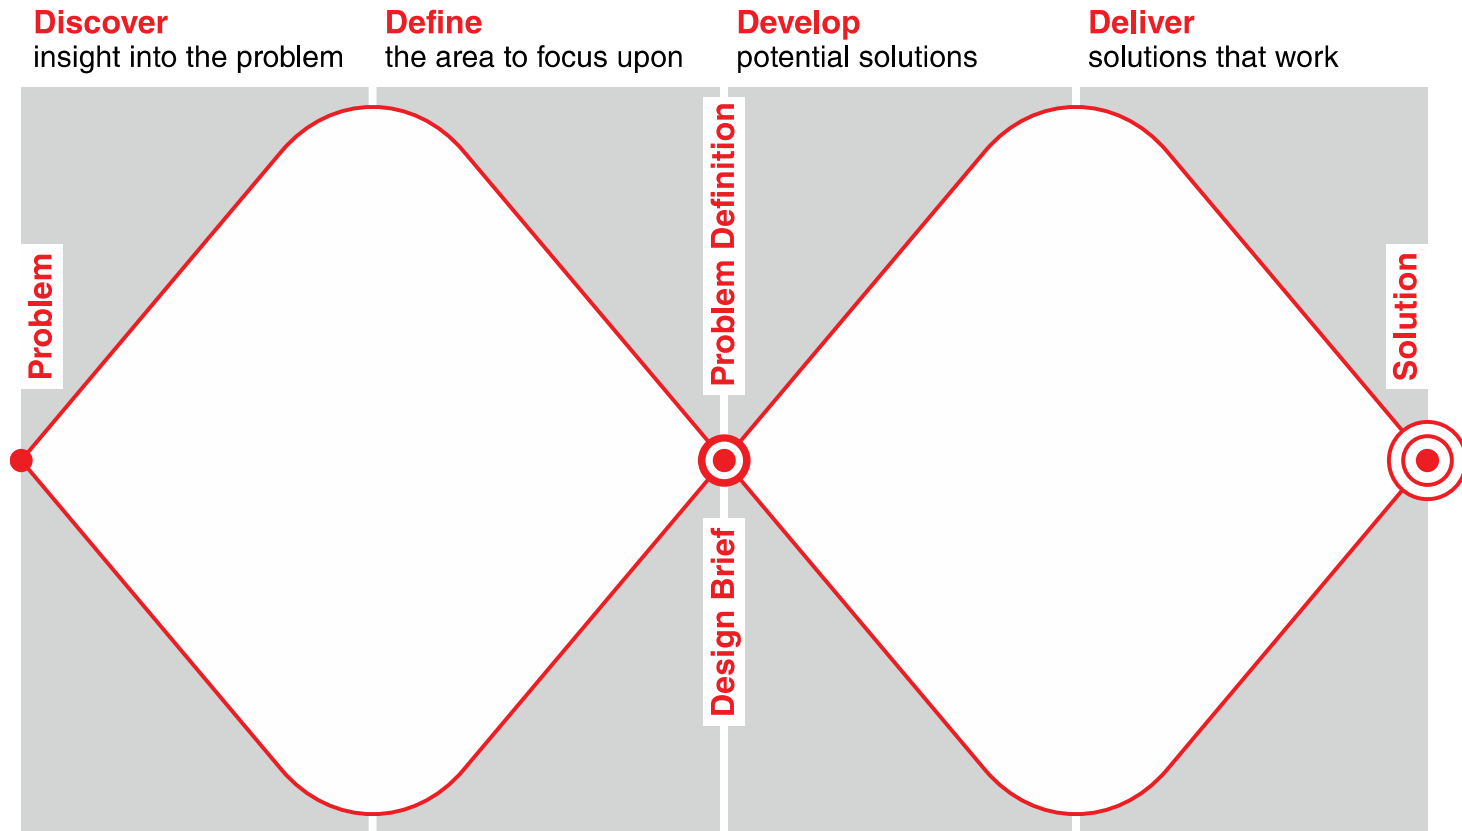 Discover
insight into the problem
Define
the area to focus upon
Develop
potential solutions
Deliver
solutions that work
Problem
Problem Definition
Design Brief
Solution